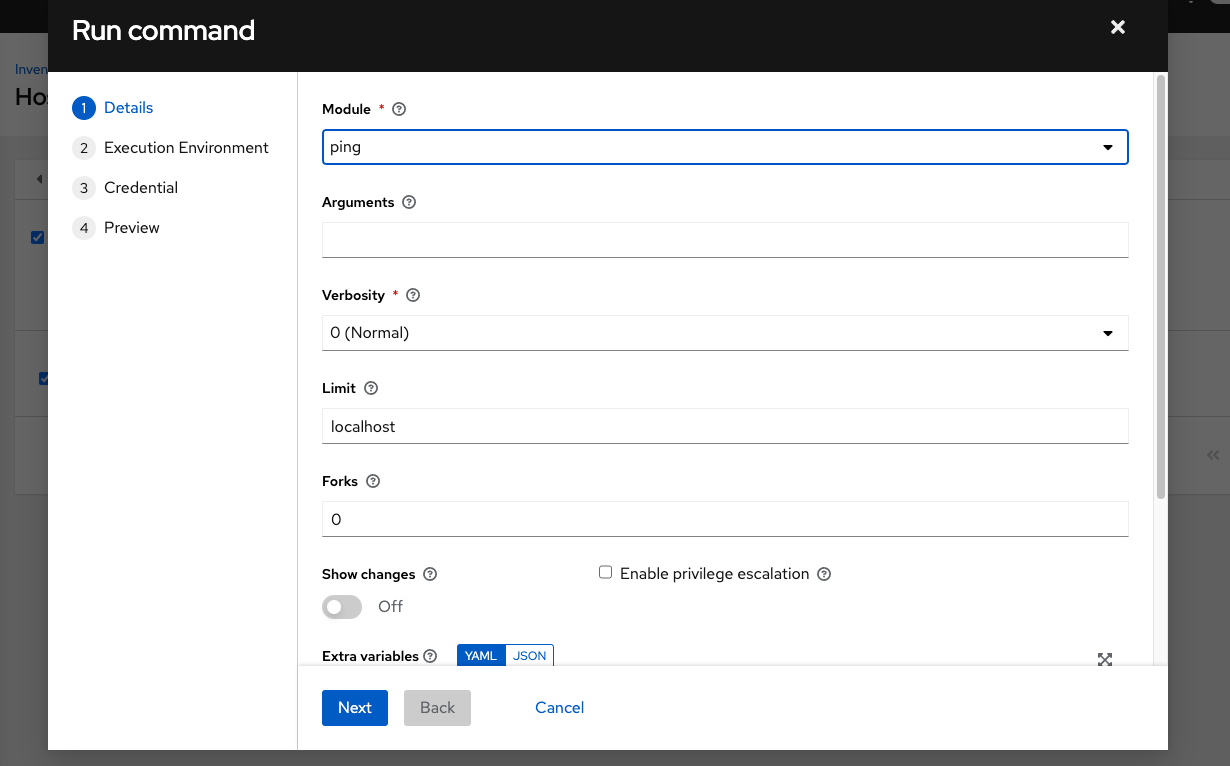 Run command
Inven
Hos
1 Details
2 Execution Environment
3 Credential
4 Preview
Module *
ping
Arguments
Verbosity *
0 (Normal)
Limit
localhost
Forks
0
Show changes
Enable privilege escalation
Off
Extra variables YAML JSON
Next Back Cancel